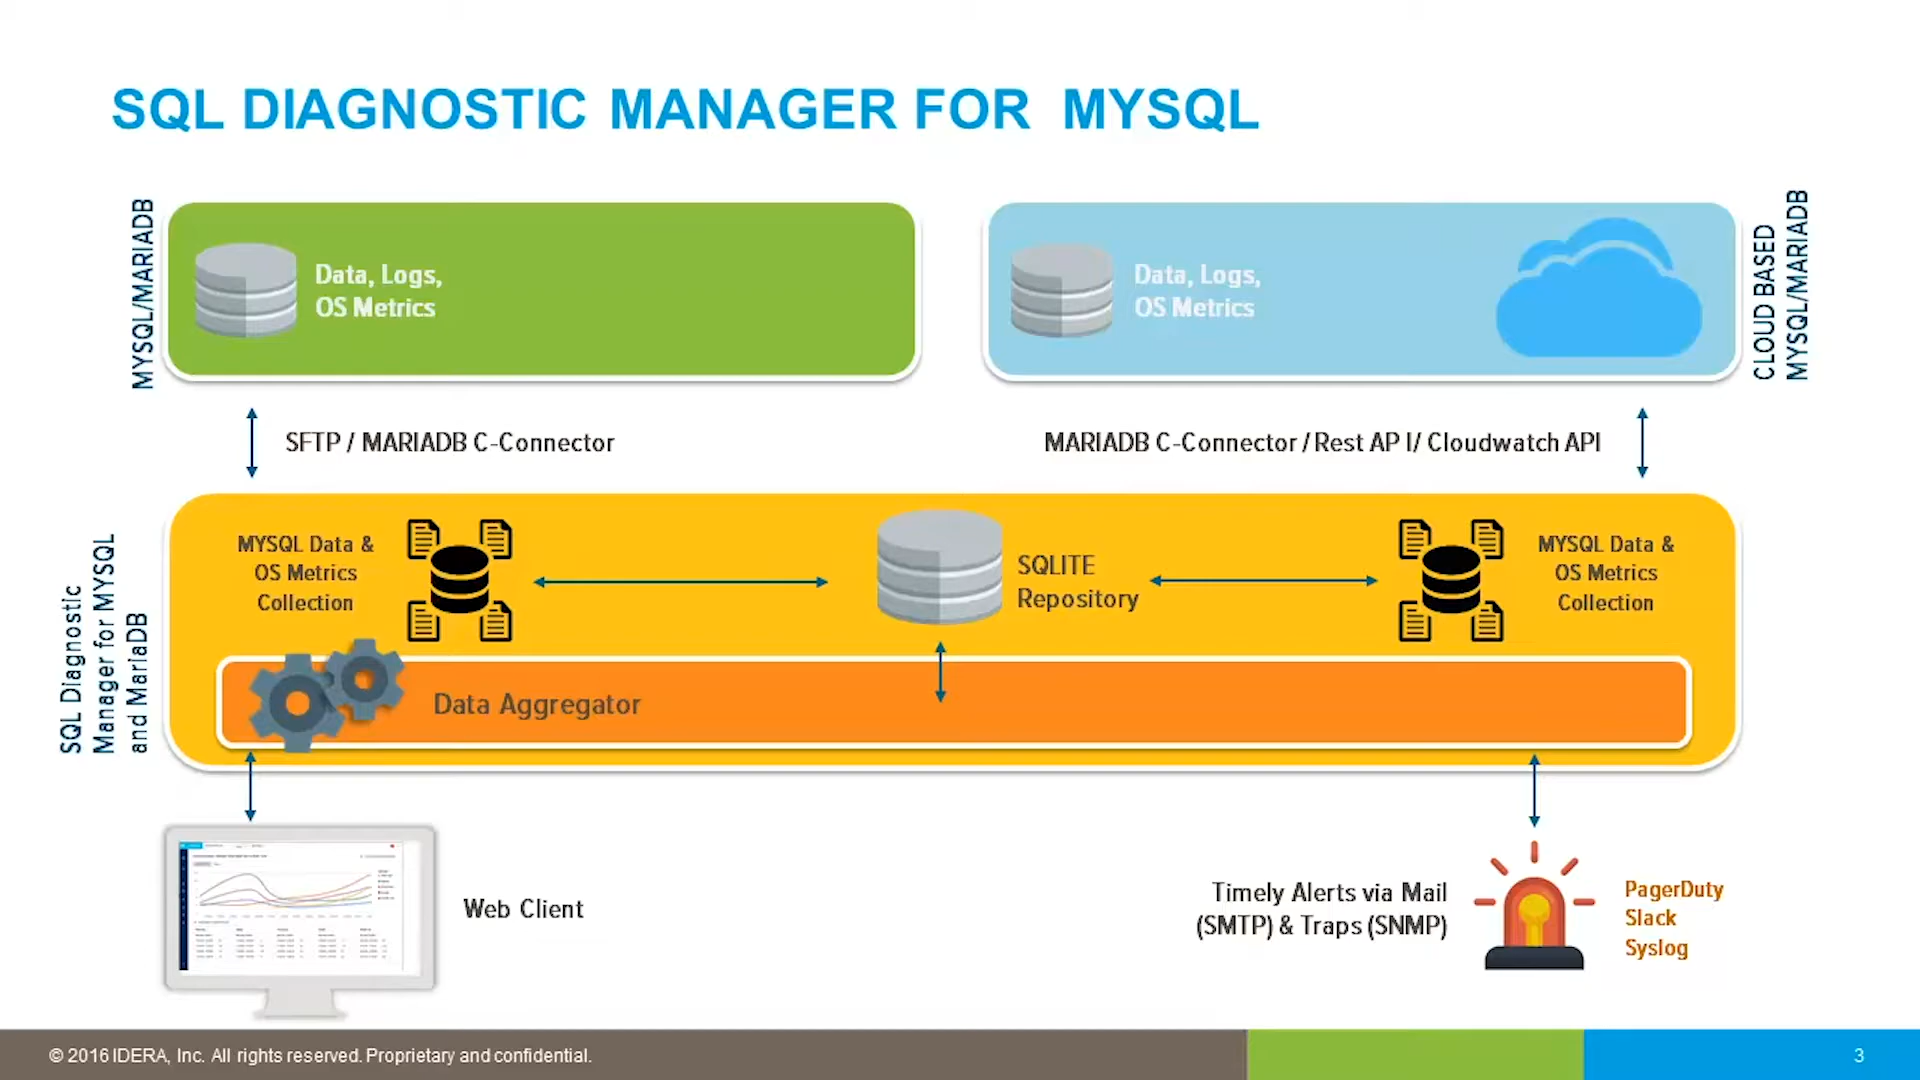 SQL DIAGNOSTIC MANAGER FOR MYSQL
MYSQL/MARIADB
Data, Logs,
OS Metrics
Data, Logs,
OS Metrics
CLOUD BASED
MYSQL/MARIADB
SFTP / MARIADB C-Connector
MARIADB C-Connector / Rest AP I/ Cloudwatch API
SQL Diagnostic
Manager for MYSQL
and MariaDB
MYSQL Data &
OS Metrics
Collection
SQLITE
Repository
MYSQL Data &
OS Metrics
Collection
Data Aggregator
Web Client
Timely Alerts via Mail
(SMTP) & Traps (SNMP)
PagerDuty
Slack
Syslog
© 2016 IDERA, Inc. All rights reserved. Proprietary and confidential.
3